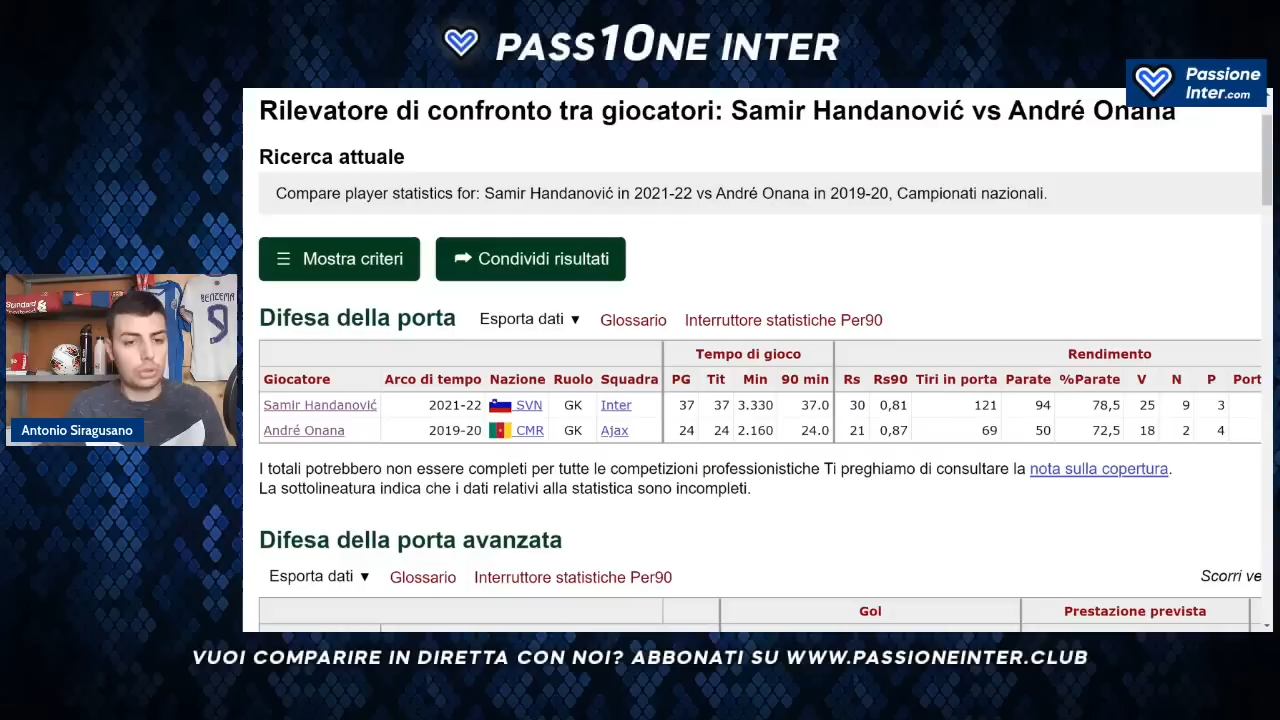 PASS10NE INTER
Passione
Inter.com
Rilevatore di confronto tra giocatori: Samir Handanović vs André Onana
Ricerca attuale
Compare player statistics for: Samir Handanović in 2021-22 vs André Onana in 2019-20, Campionati nazionali.
Mostra criteri
Condividi risultati
Difesa della porta Esporta dati ▼ Glossario Interruttore statistiche Per90
Tempo di gioco Rendimento
Giocatore Arco di tempo Nazione Ruolo Squadra PG Tit Min 90 min Rs Rs90 Tiri in porta Parate %Parate V N P Port
Samir Handanović 2021-22 SVN GK Inter 37 37 3.330 37.0 30 0,81 121 94 78,5 25 9 3
André Onana 2019-20 CMR GK Ajax 24 24 2.160 24.0 21 0,87 69 50 72,5 18 2 4
I totali potrebbero non essere completi per tutte le competizioni professionistiche Ti preghiamo di consultare la nota sulla copertura.
La sottolineatura indica che i dati relativi alla statistica sono incompleti.
Difesa della porta avanzata
Esporta dati ▼ Glossario Interruttore statistiche Per90 Scorri ve
Gol Prestazione prevista
Standard
BENZEMA
9
Antonio Siragusano
VUOI COMPARIRE IN DIRETTA CON NOI? ABBONATI SU WWW.PASSIONEINTER.CLUB